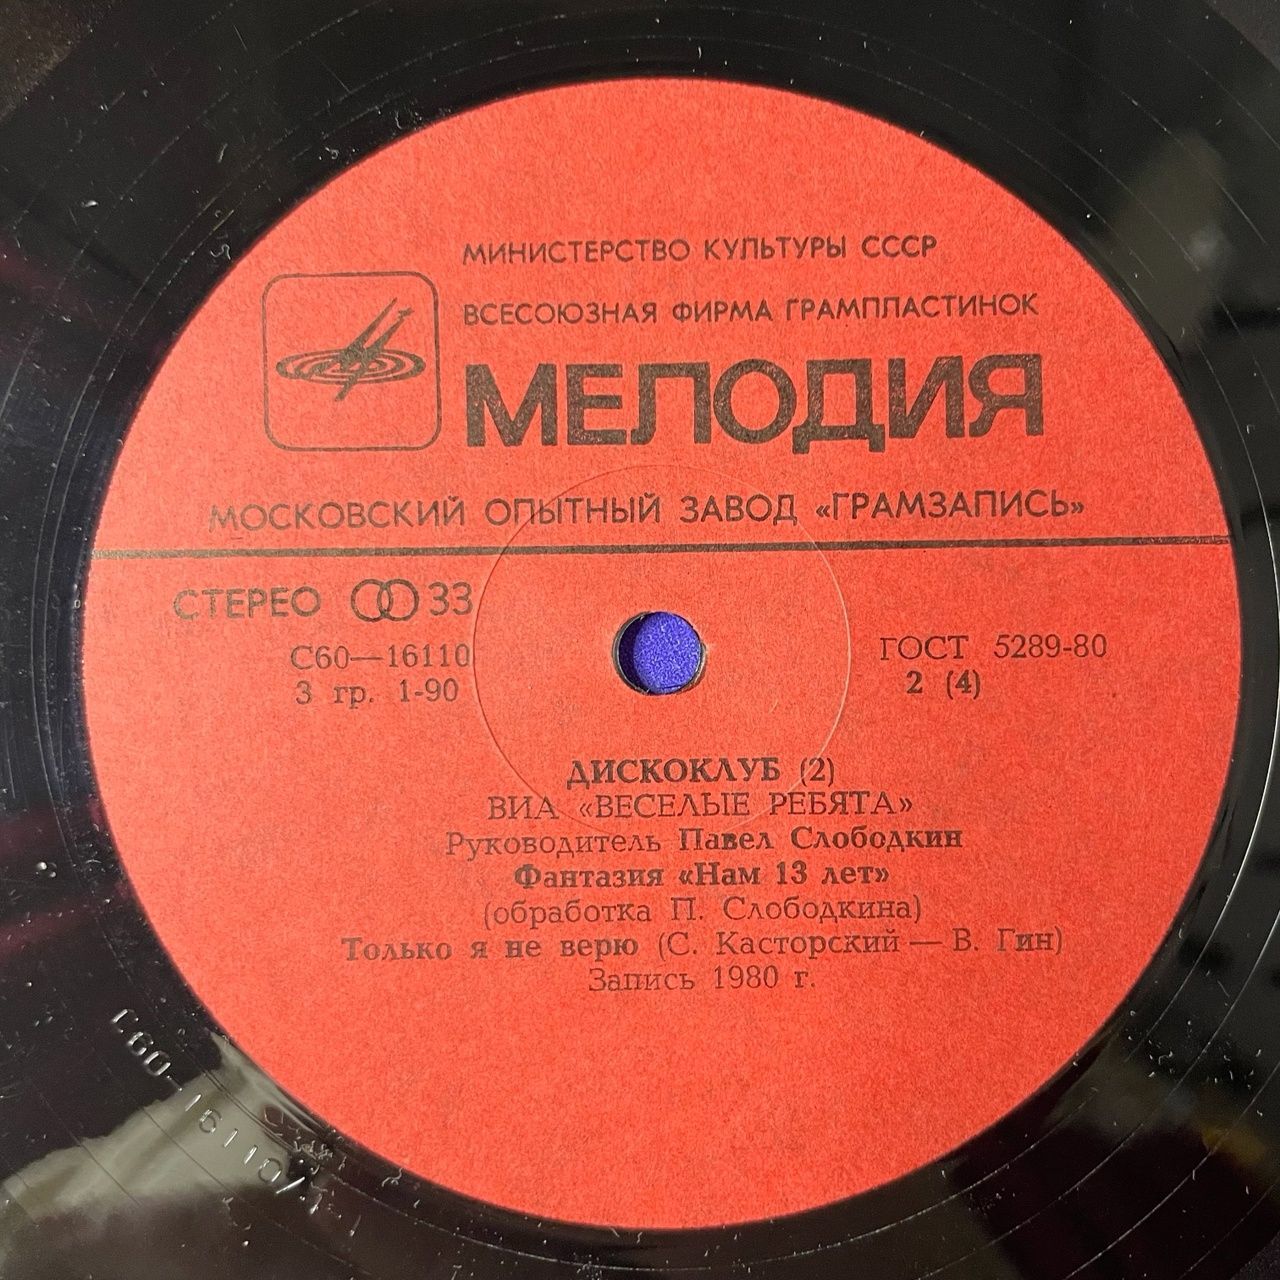 МИНИСТЕРСТВО КУЛЬТУРЫ СССР
ВСЕСОЮЗНАЯ ФИРМА ГРАМПЛАСТИНОК
МЕЛОДИЯ
МОСКОВСКИЙ ОПЫТНЫЙ ЗАВОД «ГРАМЗАПИСЬ»
СТЕРЕО 33
С60—16110
3 гр. 1-90
ГОСТ 5289-80
2 (4)
ДИСКОКЛУБ (2)
ВИА «ВЕСЕЛЫЕ РЕБЯТА»
Руководитель Павел Слободкин
Фантазия «Нам 13 лет»
(обработка П. Слободкина)
Только я не верю (С. Касторский — В. Гин)
Запись 1980 г.